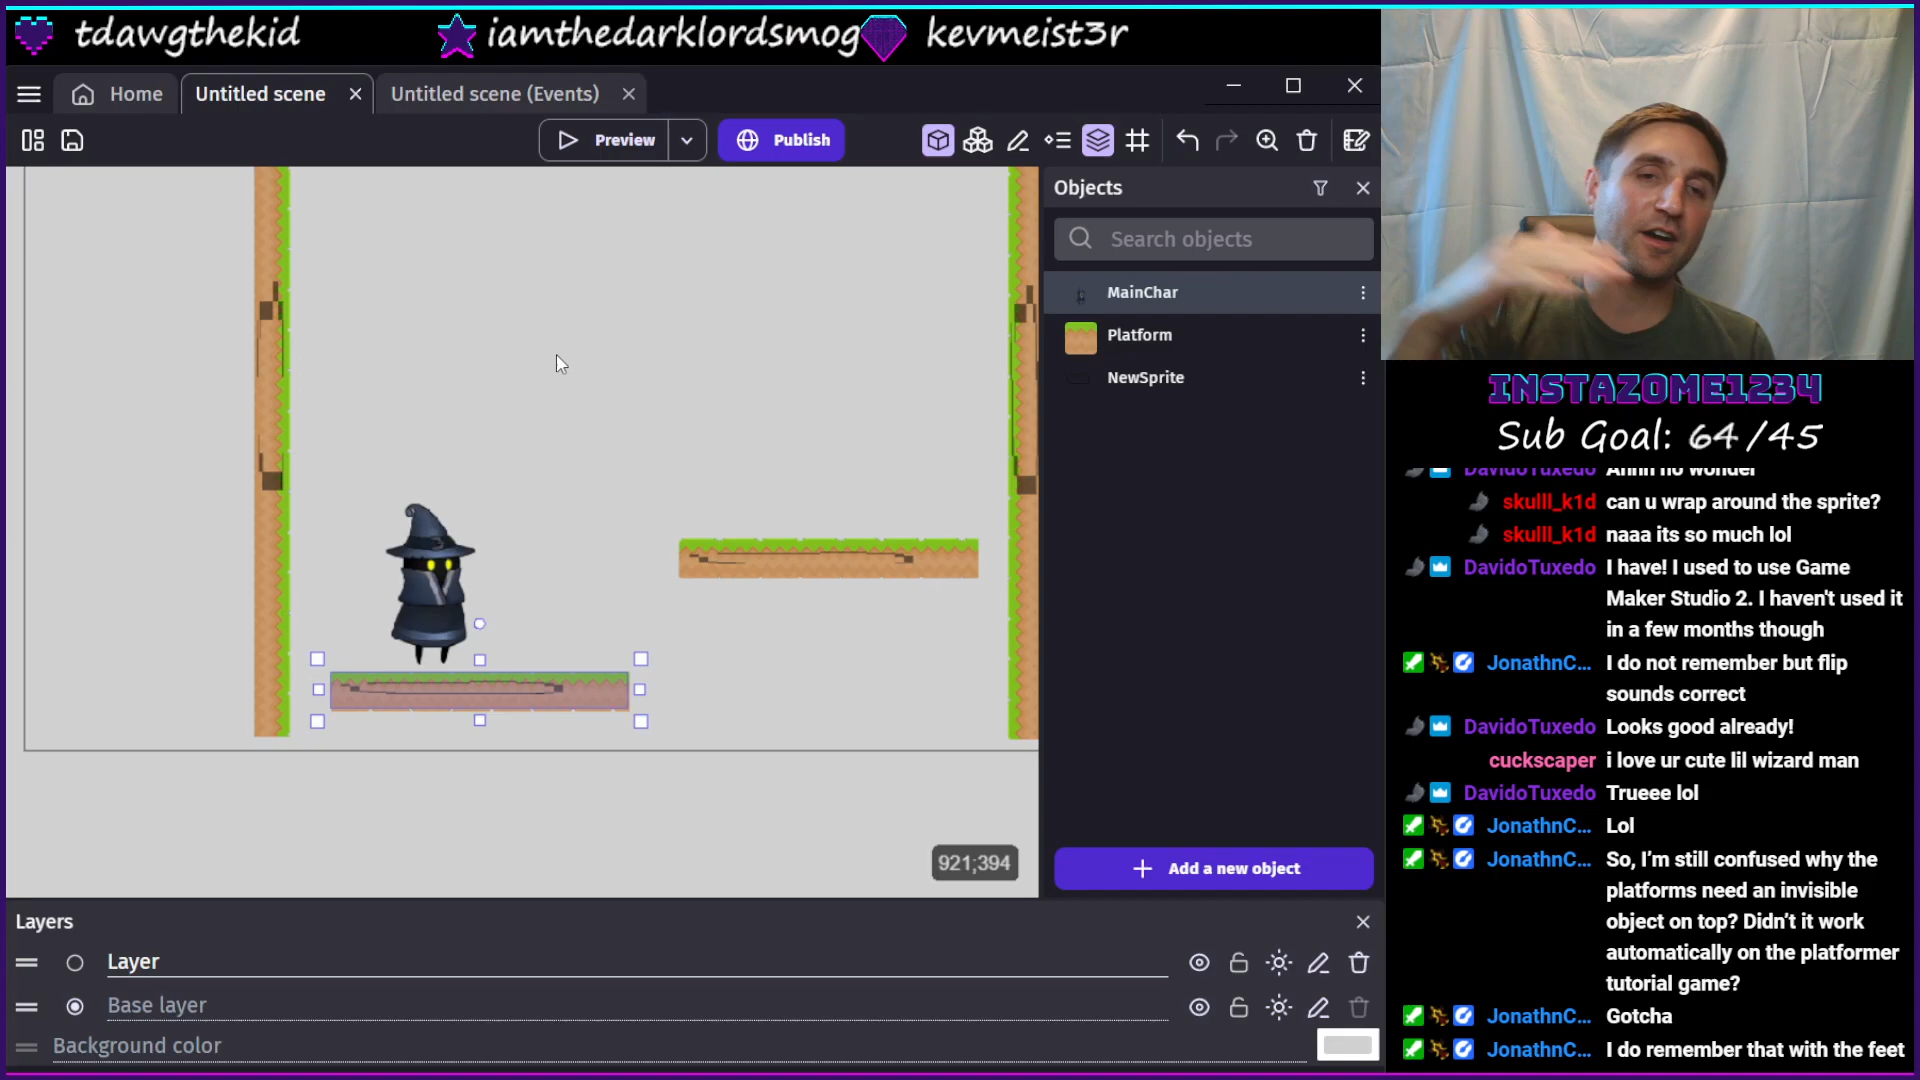 tdawgthekid
iamthedarklordsmog
kevmeist3r
Home
Untitled scene
Untitled scene (Events)
Preview
Publish
Objects
Search objects
MainChar
Platform
NewSprite
921;394
Add a new object
Layers
Layer
Base layer
Background color
INSTAZOME1234
Sub Goal: 64/45
DavidoTuxedo Ahhh no wonder
skulll_k1d can u wrap around the sprite?
skulll_k1d naaa its so much lol
DavidoTuxedo I have! I used to use Game
Maker Studio 2. I haven't used it
in a few months though
JonathnC... I do not remember but flip
sounds correct
DavidoTuxedo Looks good already!
cuckscaper i love ur cute lil wizard man
DavidoTuxedo Trueee lol
JonathnC... Lol
JonathnC... So, I'm still confused why the
platforms need an invisible
object on top? Didn't it work
automatically on the platformer
tutorial game?
JonathnC... Gotcha
JonathnC... I do remember that with the feet